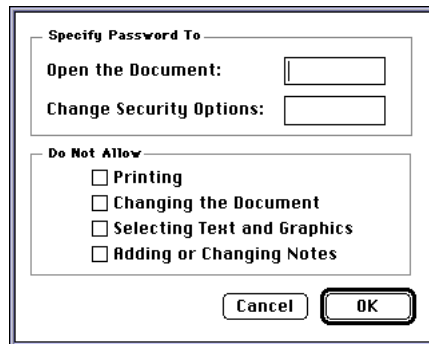 Specify Password To
Open the Document:
Change Security Options:
Do Not Allow
Printing
Changing the Document
Selecting Text and Graphics
Adding or Changing Notes
Cancel OK